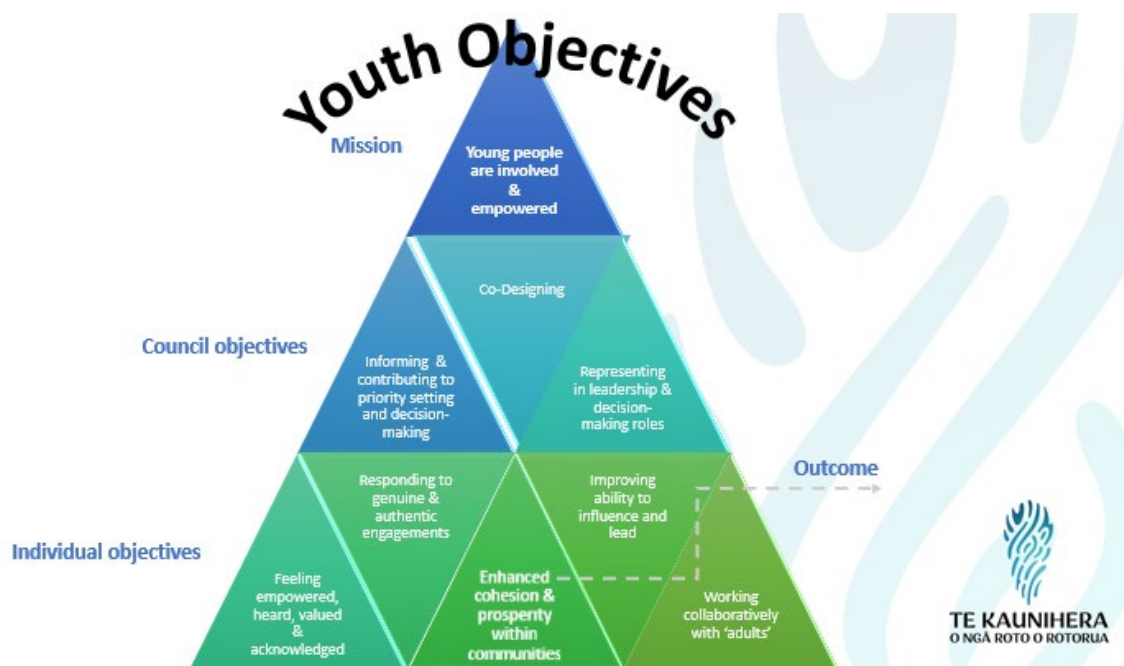 Youth Objectives
Mission
Young people
are involved
&
empowered
Council objectives
Informing &
contributing to
priority setting
and decision-
making
Co-Designing
Representing
in leadership &
decision-
making roles
Outcome
Individual objectives
Feeling
empowered,
heard, valued
&
acknowledged
Responding to
genuine &
authentic
engagements
Enhanced
cohesion &
prosperity
within
communities
Improving
ability to
influence and
lead
Working
collaboratively
with ‘adults’
TE KAUNIHERA
O NGĀ ROTO O ROTORUA